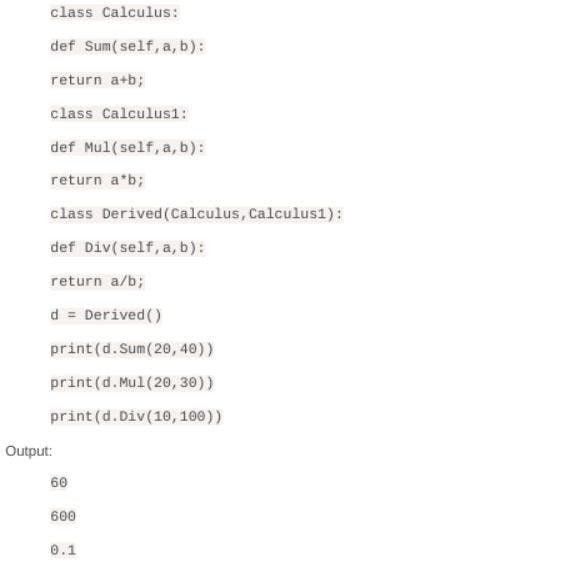 class Calculus:
def Sum(self,a,b):
return a+b;
class Calculus1:
def Mul(self,a,b):
return a*b;
class Derived(Calculus,Calculus1):
def Div(self,a,b):
return a/b;
d = Derived()
print(d.Sum(20,40))
print(d.Mul(20,30))
print(d.Div(10,100))
Output:
60
600
0.1